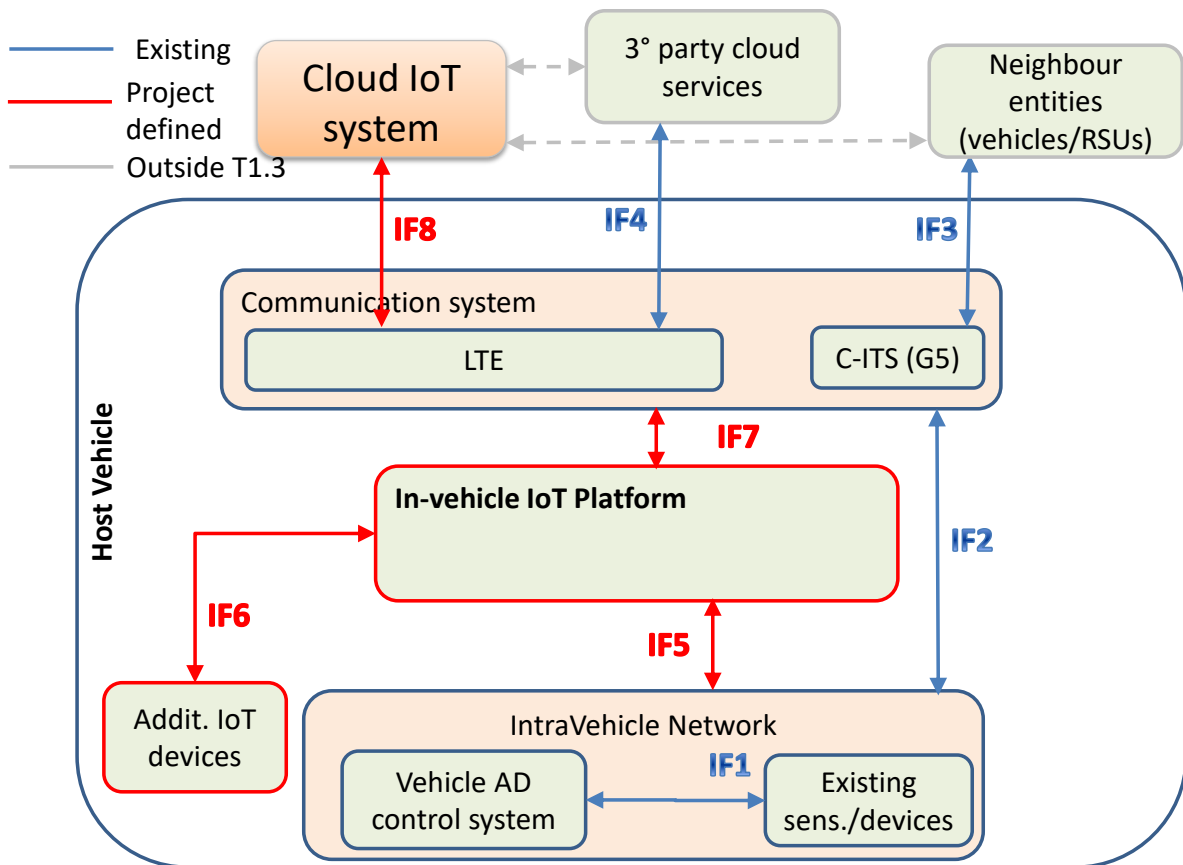 Existing
Project
defined
Outside T1.3
Cloud IoT
system
3° party cloud
services
Neighbour
entities
(vehicles/RSUs)
IF8
IF4
IF3
Communication system
LTE
C-ITS (G5)
Host Vehicle
IF7
In-vehicle IoT Platform
IF2
IF6
IF5
Addit. IoT
devices
IntraVehicle Network
Vehicle AD
control system
IF1
Existing
sens./devices